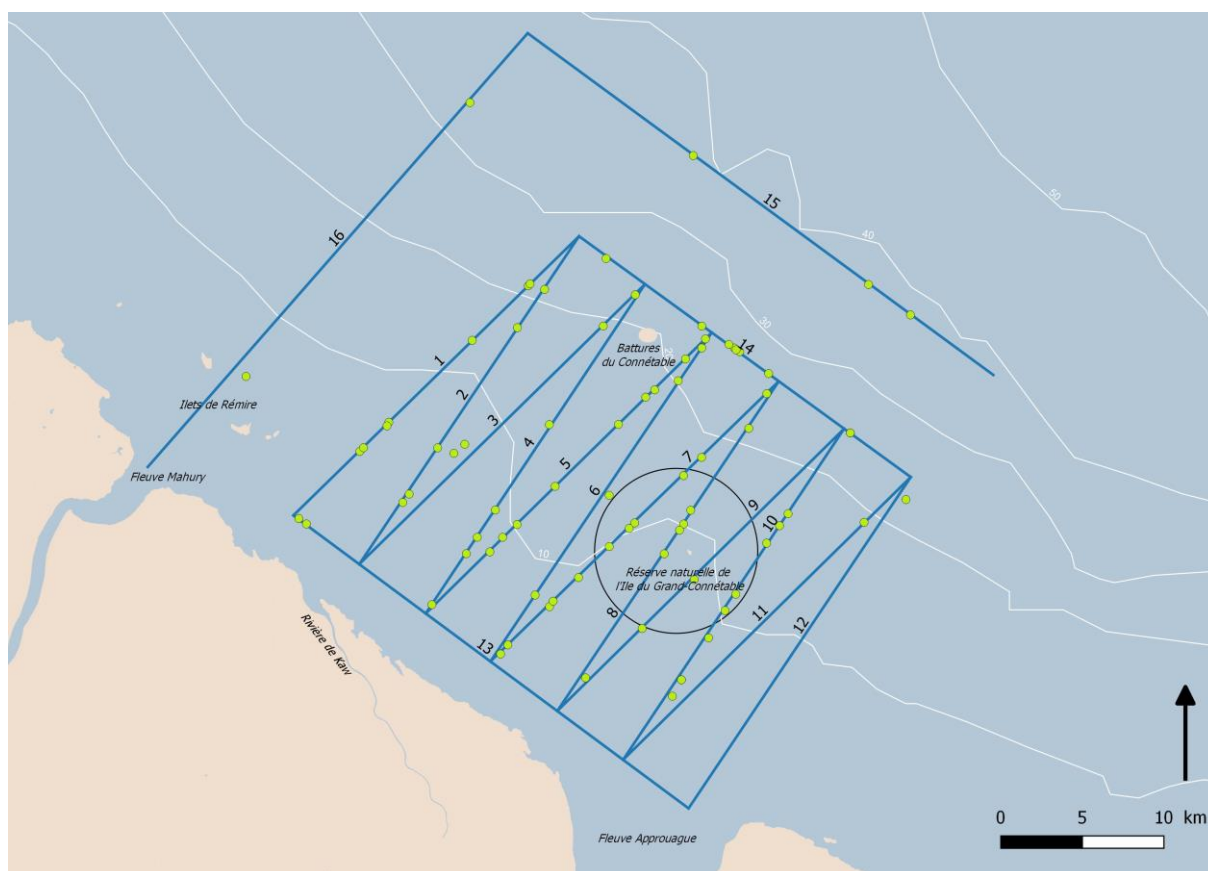 50
15
40
16
30
14
Battures
du Connétable
20
1
2
3
4
5
6
7
9
10
Ilets de Rémire
Fleuve Mahury
10
Réserve naturelle de
l'Ile du Grand-Connétable
8
11
12
13
Rivière de Kaw
Fleuve Approuague
0 5 10 km